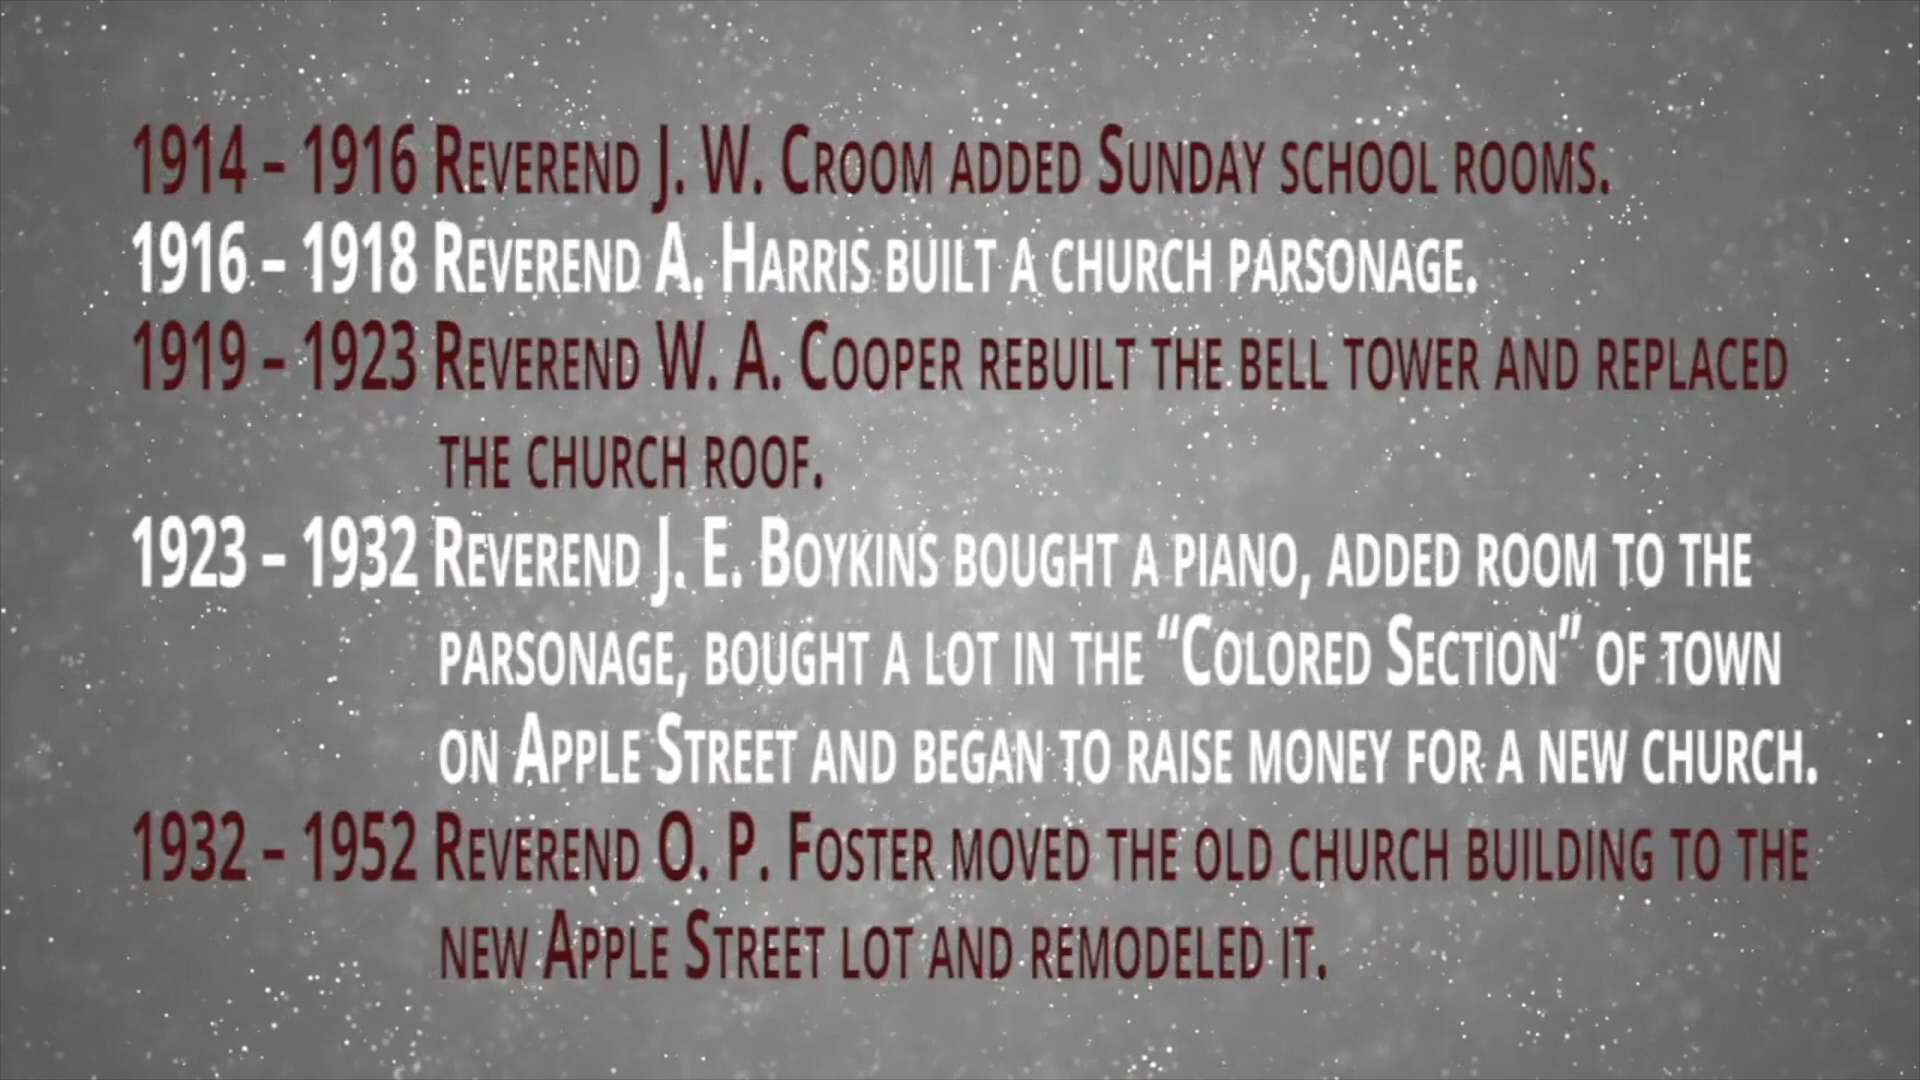 1914 – 1916 Reverend J. W. Croom added Sunday school rooms.
1916 – 1918 Reverend A. Harris built a church parsonage.
1919 – 1923 Reverend W. A. Cooper rebuilt the bell tower and replaced
the church roof.
1923 – 1932 Reverend J. E. Boykins bought a piano, added room to the
parsonage, bought a lot in the “Colored Section” of town
on Apple Street and began to raise money for a new church.
1932 – 1952 Reverend O. P. Foster moved the old church building to the
new Apple Street lot and remodeled it.